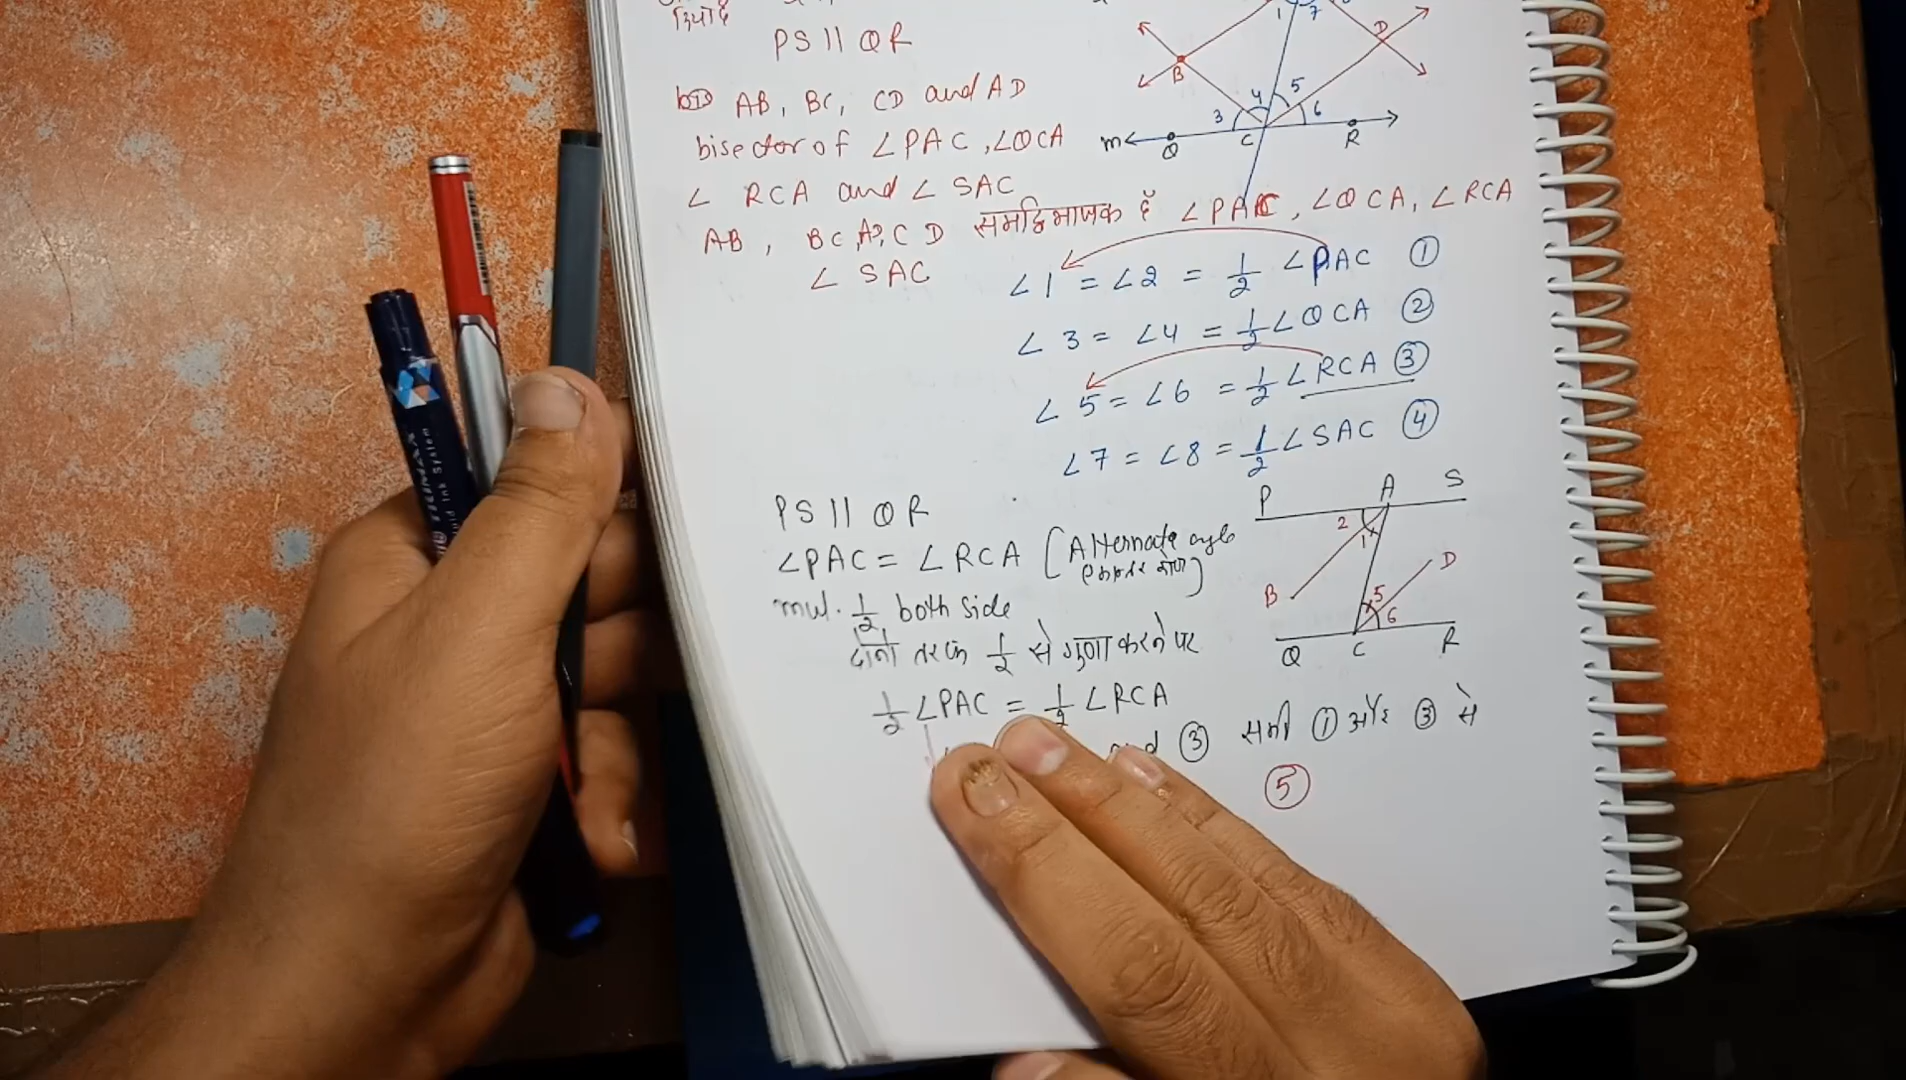 PS || QR
AB, BC, CD and AD
bisector of ∠PAC, ∠QCA
∠ RCA and ∠ SAC
AB, BC, AD, CD समद्विभाजक हैं ∠PAC, ∠QCA, ∠RCA
∠ SAC
∠1 = ∠2 = 1/2 ∠PAC ①
∠3 = ∠4 = 1/2 ∠QCA ②
∠5 = ∠6 = 1/2 ∠RCA ③
∠7 = ∠8 = 1/2 ∠SAC ④
PS || QR
∠PAC = ∠RCA [Alternate angle
mul. 1/2 both side
दोनो तरफ 1/2 से गुणा करने पर
1/2 ∠PAC = 1/2 ∠RCA
and ③ समी ① और ③ से
⑤
1 7
B D
4 5
3 6
m Q C R
P A S
2
1
B D
5
6
Q C R